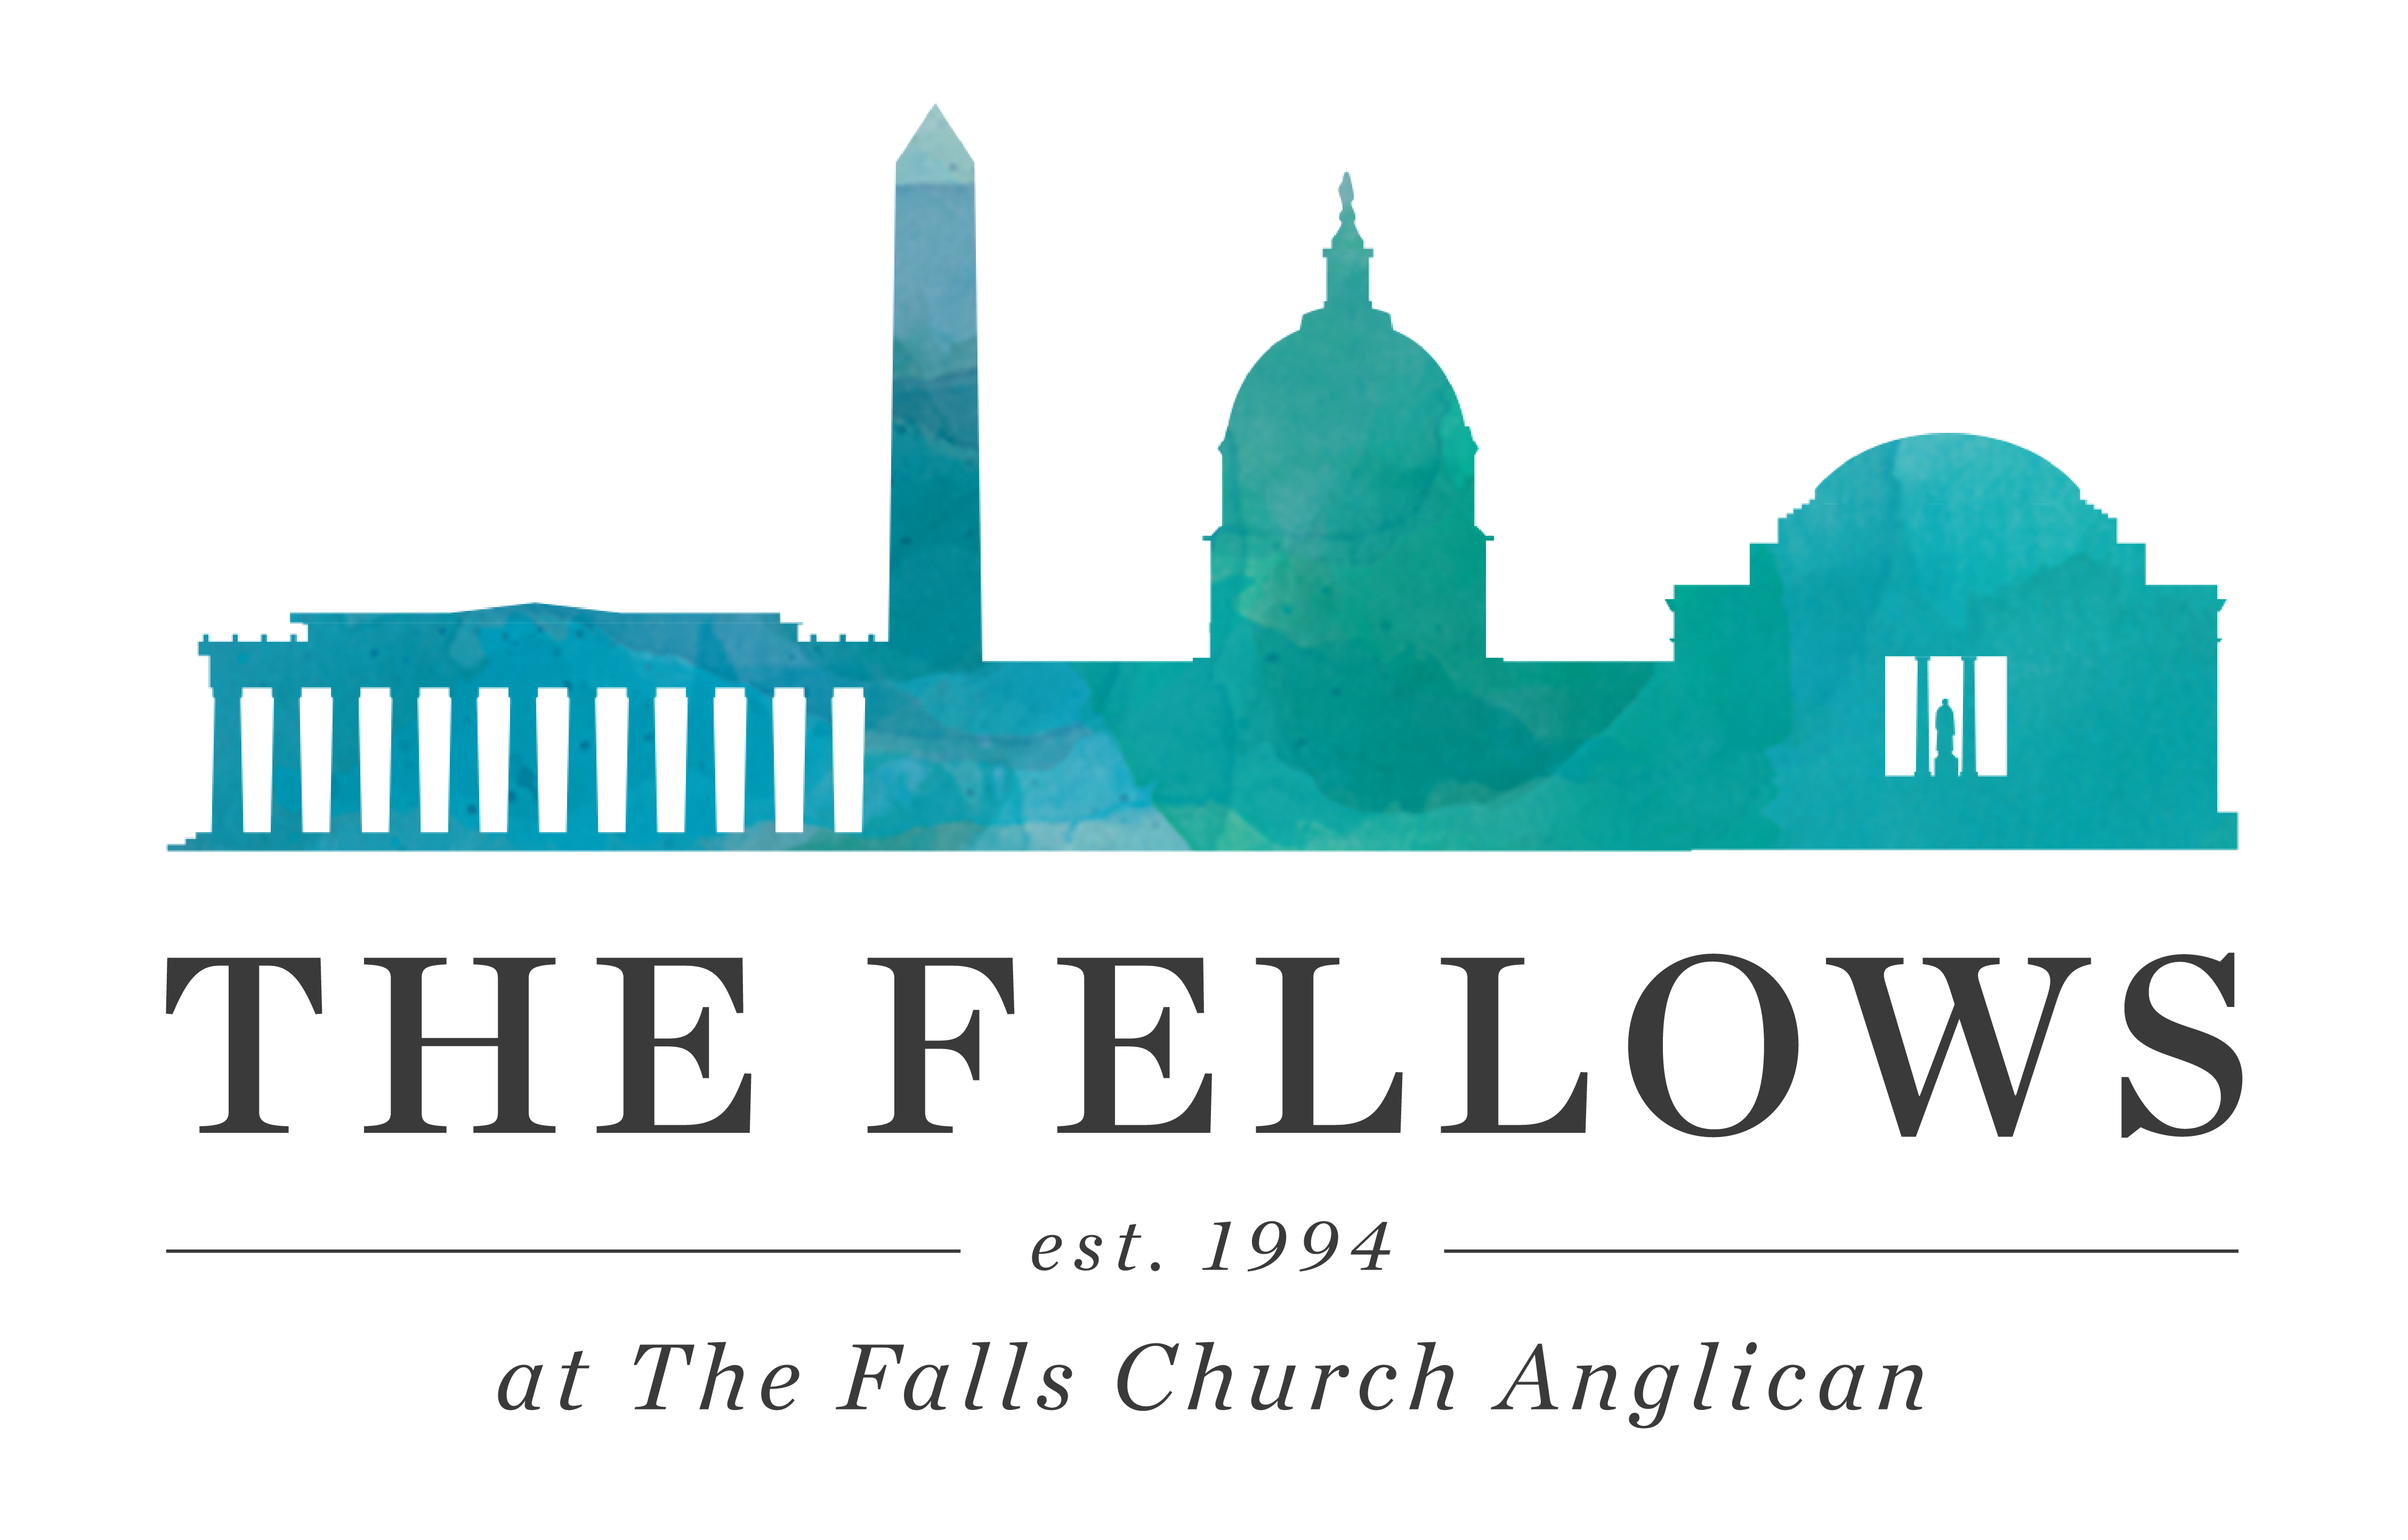 THE FELLOWS
est. 1994
at The Falls Church Anglican